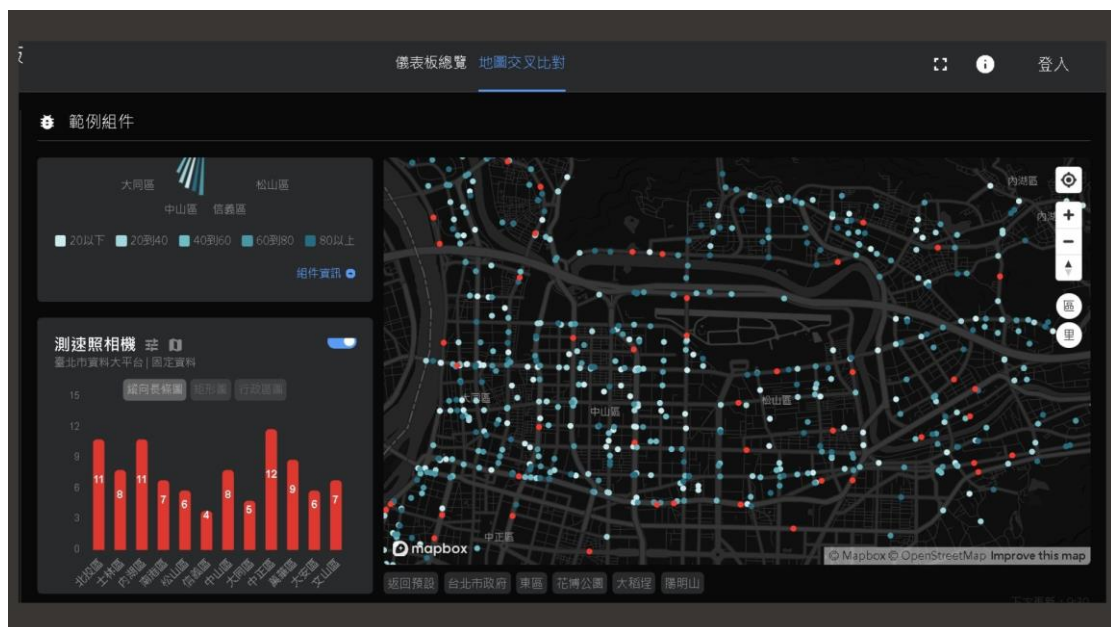 儀表板總覽 地圖交叉比對
登入
範例組件
大同區 松山區
中山區 信義區
20以下 20到40 40到60 60到80 80以上
組件資訊
測速照相機
臺北市資料大平台 | 固定資料
縱向長條圖 行政區圖
15
12
9
6
3
0
11 8 11 7 6 4 8 5 12 9 6 7
北投區 士林區 內湖區 南港區 松山區 信義區 中山區 大同區 中正區 萬華區 大安區 文山區
內湖區
區
里
大同區
中山區
松山區
中正區
mapbox
© Mapbox © OpenStreetMap Improve this map
返回預設 台北市政府 東區 花博公園 大稻埕 陽明山